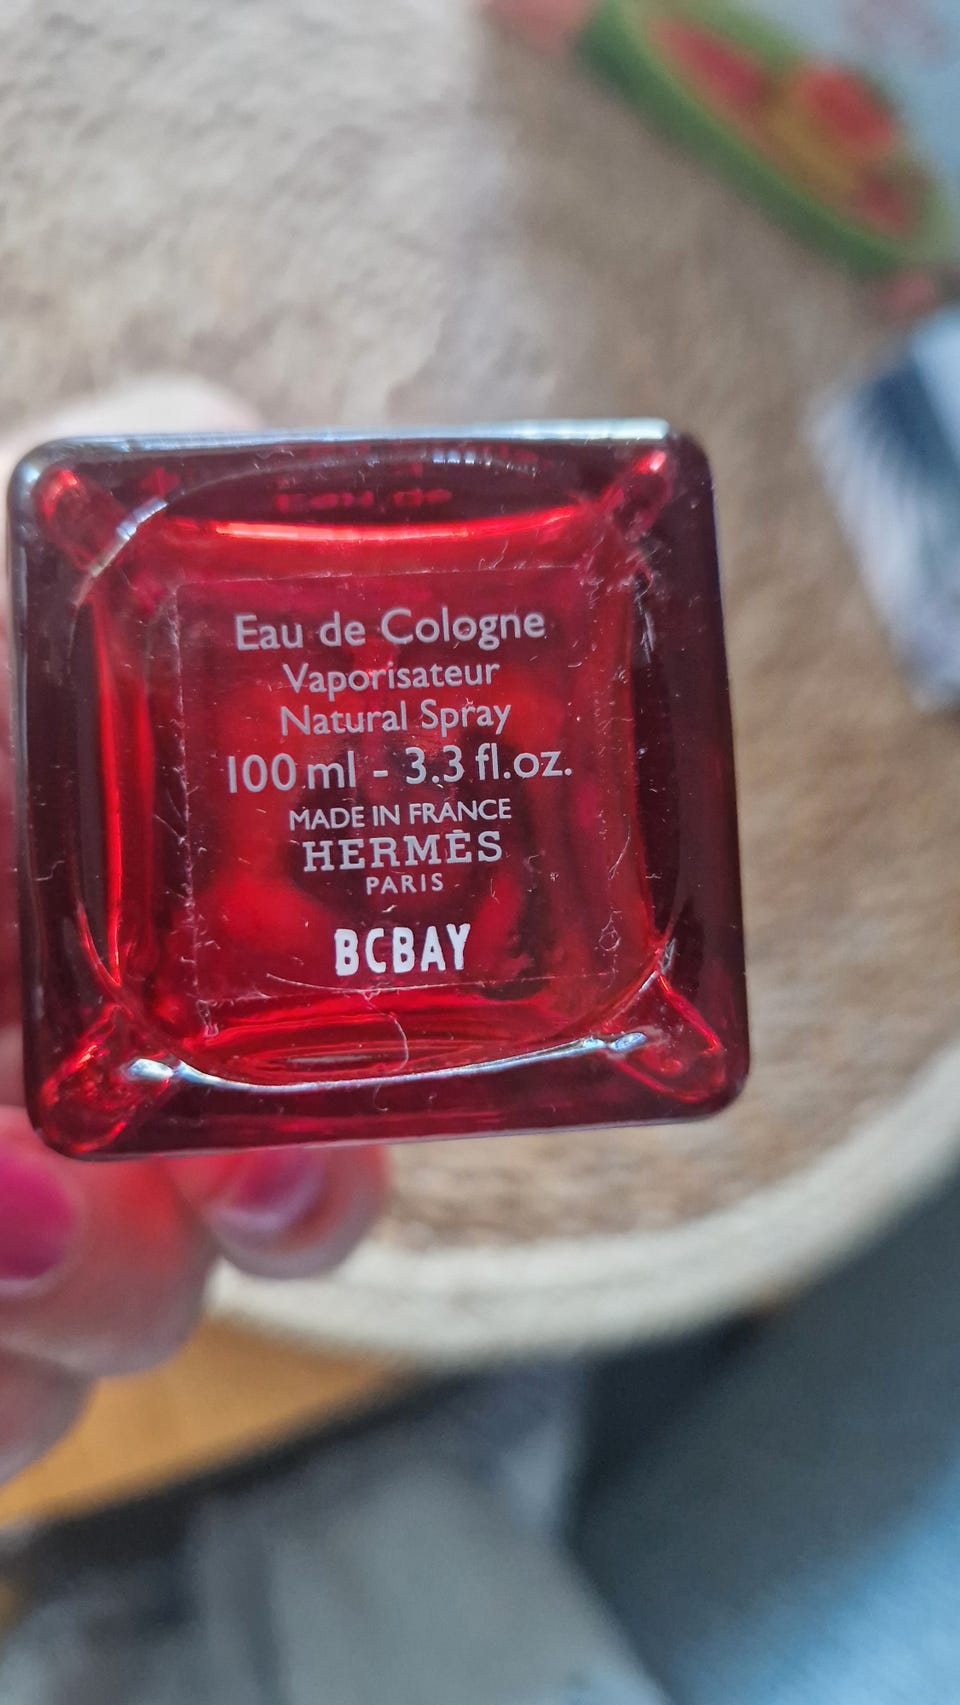 Eau de Cologne
Vaporisateur
Natural Spray
100 ml - 3.3 fl.oz.
MADE IN FRANCE
HERMÈS
PARIS
BCBAY